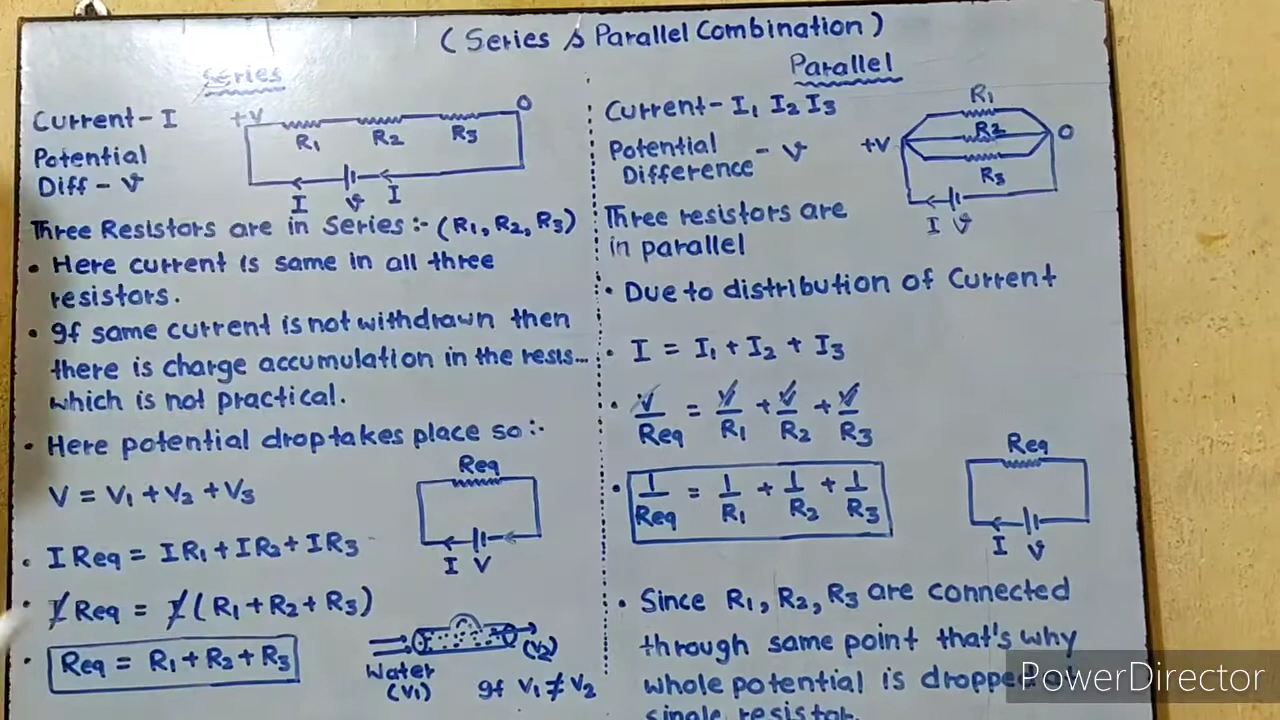 (Series & Parallel Combination)
Series
Current - I
Potential
Diff - V
+V
R1
R2
R3
0
I
V
I
Three Resistors are in Series :- (R1, R2, R3)
• Here current is same in all three
resistors.
• If same current is not withdrawn then
there is charge accumulation in the resis...
which is not practical.
• Here potential drop takes place so :-
V = V1 + V2 + V3
Req
I V
• I Req = IR1 + IR2 + IR3
• I Req = I (R1 + R2 + R3)
• Req = R1 + R2 + R3
Water
(V1)
(V2)
If V1 ≠ V2
Parallel
Current - I1 I2 I3
Potential
Difference - V
+V
R1
R2
R3
0
I V
Three resistors are
in parallel
• Due to distribution of Current
• I = I1 + I2 + I3
• V/Req = V/R1 + V/R2 + V/R3
• 1/Req = 1/R1 + 1/R2 + 1/R3
Req
I V
• Since R1, R2, R3 are connected
through same point that's why
whole potential is dropped
single resistor.
PowerDirector